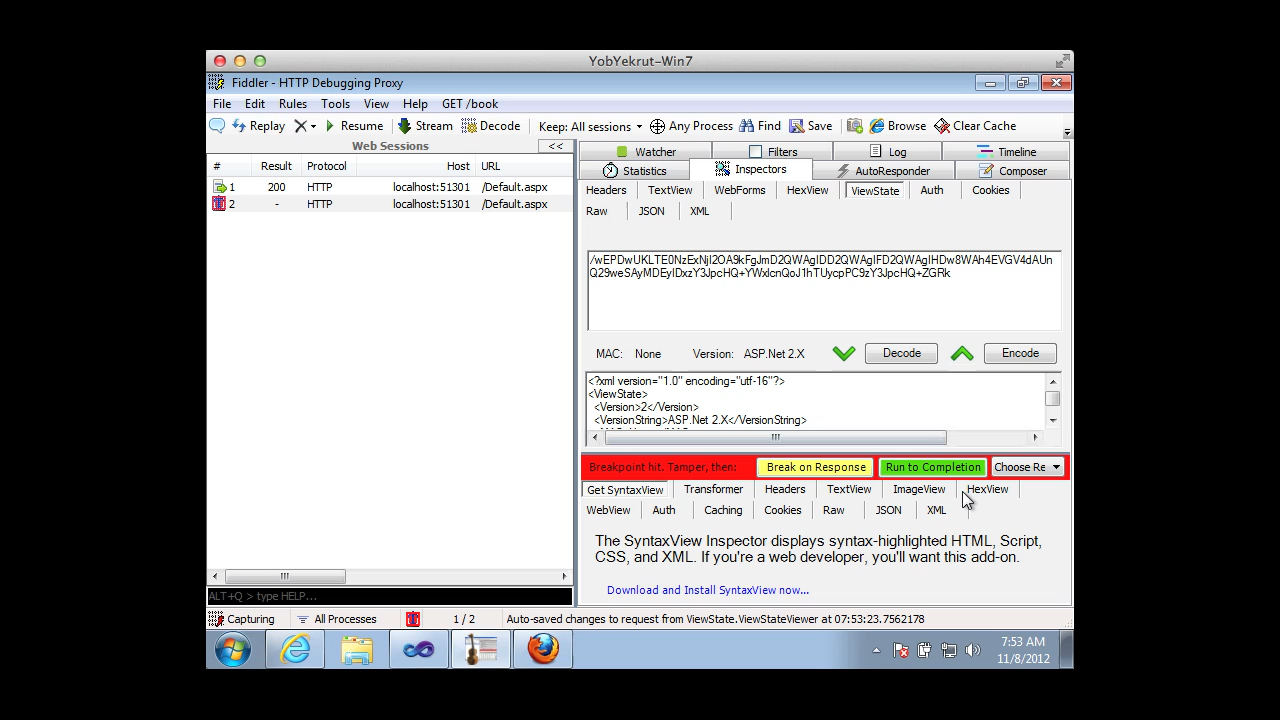 YobYekrut-Win7
Fiddler - HTTP Debugging Proxy
File Edit Rules Tools View Help GET /book
Replay Resume Stream Decode Keep: All sessions Any Process Find Save Browse Clear Cache
Web Sessions <<
# Result Protocol Host URL
1 200 HTTP localhost:51301 /Default.aspx
2 - HTTP localhost:51301 /Default.aspx
Watcher Filters Log Timeline
Statistics Inspectors AutoResponder Composer
Headers TextView WebForms HexView ViewState Auth Cookies
Raw JSON XML
/wEPDwUKLTE0NzExNjI2OA9kFgJmD2QWAgIDD2QWAgIFD2QWAgIHDw8WAh4EVGV4dAUn
Q29weSAyMDEyIDxzY3JpcHQ+YWxlcnQoJ1hTUycpPC9zY3JpcHQ+ZGRk
MAC: None Version: ASP.Net 2.X Decode Encode
<?xml version="1.0" encoding="utf-16"?>
<ViewState>
<Version>2</Version>
<VersionString>ASP.Net 2.X</VersionString>
Breakpoint hit. Tamper, then: Break on Response Run to Completion Choose Re
Get SyntaxView Transformer Headers TextView ImageView HexView
WebView Auth Caching Cookies Raw JSON XML
The SyntaxView Inspector displays syntax-highlighted HTML, Script,
CSS, and XML. If you're a web developer, you'll want this add-on.
Download and Install SyntaxView now...
ALT+Q > type HELP...
Capturing All Processes 1 / 2 Auto-saved changes to request from ViewState.ViewStateViewer at 07:53:23.7562178
7:53 AM
11/8/2012